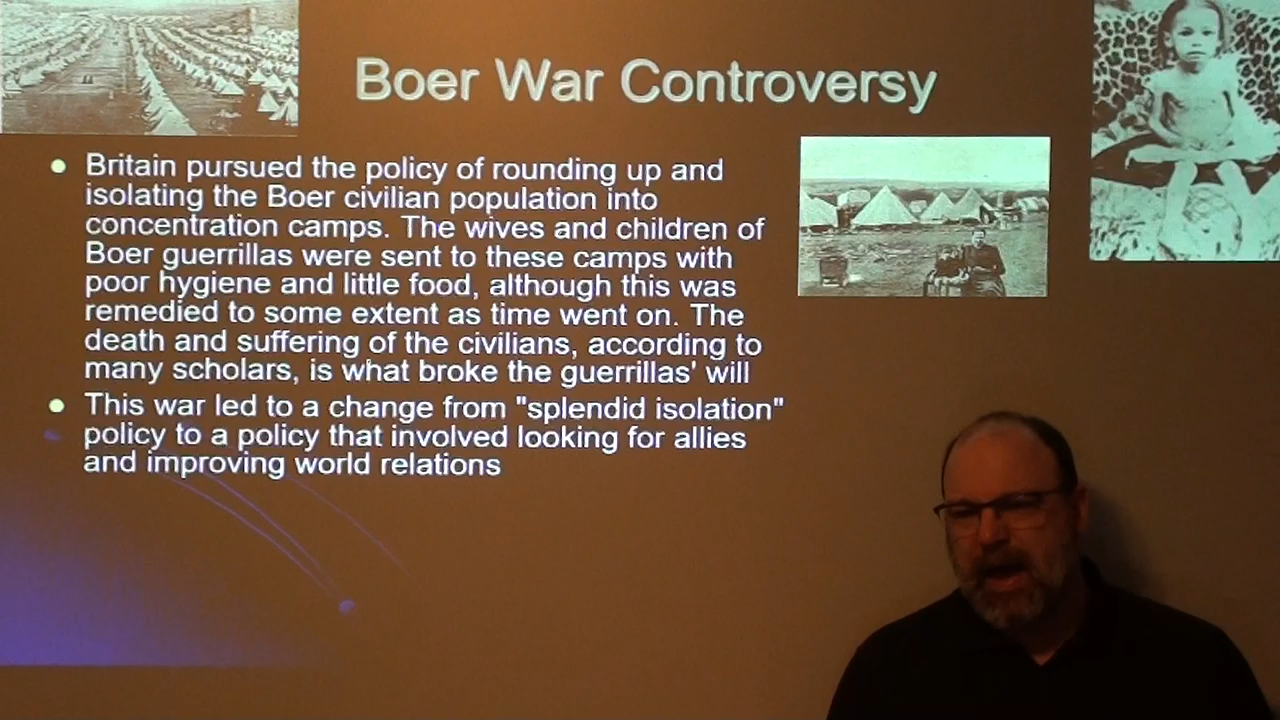 Boer War Controversy
Britain pursued the policy of rounding up and
isolating the Boer civilian population into
concentration camps. The wives and children of
Boer guerrillas were sent to these camps with
poor hygiene and little food, although this was
remedied to some extent as time went on. The
death and suffering of the civilians, according to
many scholars, is what broke the guerrillas' will
This war led to a change from "splendid isolation"
policy to a policy that involved looking for allies
and improving world relations